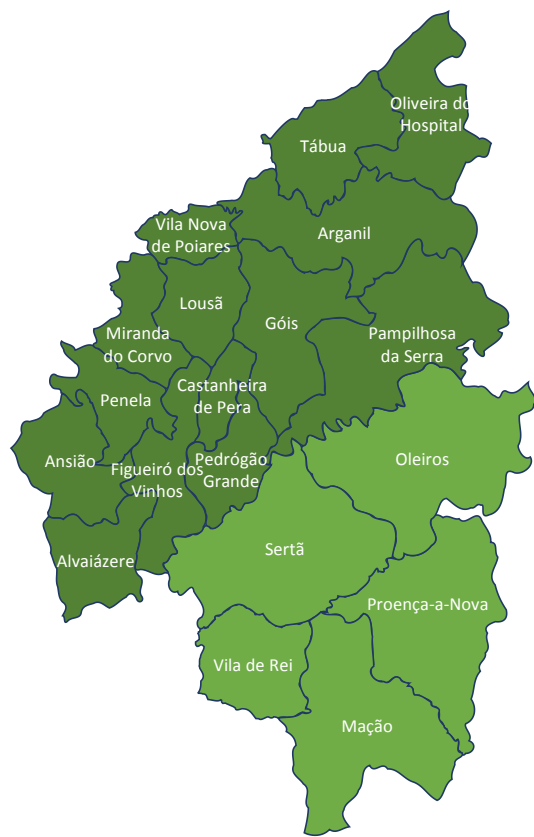 Oliveira do
Hospital
Tábua
Vila Nova
de Poiares
Arganil
Lousã
Góis
Miranda
do Corvo
Pampilhosa
da Serra
Castanheira
de Pera
Penela
Ansião
Figueiró dos
Vinhos
Pedrógão
Grande
Oleiros
Sertã
Alvaiázere
Proença-a-Nova
Vila de Rei
Mação